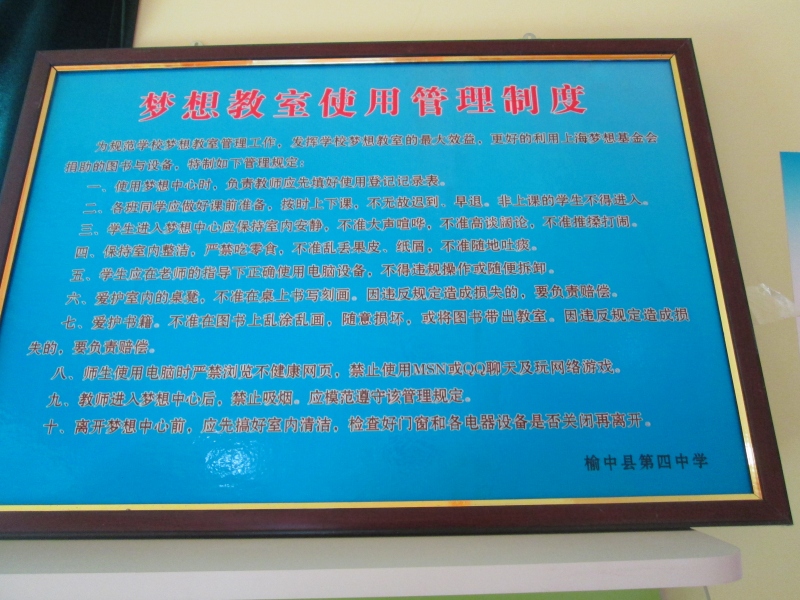 梦想教室使用管理制度
为规范学校梦想教室管理工作，发挥学校梦想教室的最大效益，更好的利用上海梦想基金会
捐助的图书与设备，特制如下管理规定：
一、使用梦想中心时，负责教师应先填好使用登记记录表。
二、各班同学应做好课前准备，按时上下课，不无故迟到、早退。非上课的学生不得进入。
三、学生进入梦想中心应保持室内安静，不准大声喧哗，不准高谈阔论，不准推搡打闹。
四、保持室内整洁，严禁吃零食，不准乱丢果皮、纸屑，不准随地吐痰。
五、学生应在老师的指导下正确使用电脑设备，不得违规操作或随便拆卸。
六、爱护室内的桌凳，不准在桌上书写刻画。因违反规定造成损失的，要负责赔偿。
七、爱护书籍。不准在图书上乱涂乱画，随意损坏，或将图书带出教室。因违反规定造成损
失的，要负责赔偿。
八、师生使用电脑时严禁浏览不健康网页，禁止使用MSN或QQ聊天及玩网络游戏。
九、教师进入梦想中心后，禁止吸烟。应模范遵守该管理规定。
十、离开梦想中心前，应先搞好室内清洁，检查好门窗和各电器设备是否关闭再离开。
榆中县第四中学